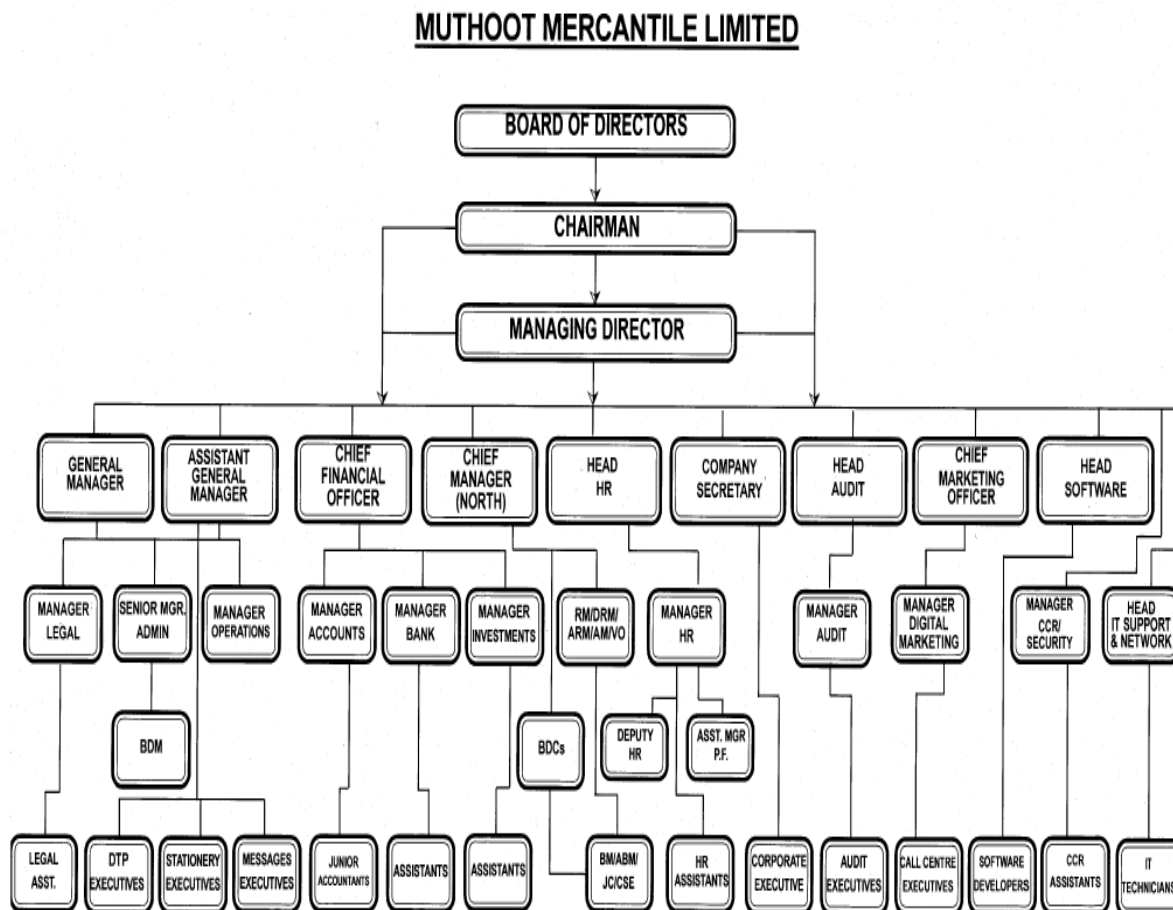 MUTHOOT MERCANTILE LIMITED
BOARD OF DIRECTORS
CHAIRMAN
MANAGING DIRECTOR
GENERAL
MANAGER
ASSISTANT
GENERAL
MANAGER
CHIEF
FINANCIAL
OFFICER
CHIEF
MANAGER
(NORTH)
HEAD
HR
COMPANY
SECRETARY
HEAD
AUDIT
CHIEF
MARKETING
OFFICER
HEAD
SOFTWARE
MANAGER
LEGAL
SENIOR MGR.
ADMIN
MANAGER
OPERATIONS
MANAGER
ACCOUNTS
MANAGER
BANK
MANAGER
INVESTMENTS
RM/DRM/
ARM/AM/VO
MANAGER
HR
MANAGER
AUDIT
MANAGER
DIGITAL
MARKETING
MANAGER
CCR/
SECURITY
HEAD
IT SUPPORT
& NETWORK
BDM
BDCs
DEPUTY
HR
ASST. MGR
P.F.
LEGAL
ASST.
DTP
EXECUTIVES
STATIONERY
EXECUTIVES
MESSAGES
EXECUTIVES
JUNIOR
ACCOUNTANTS
ASSISTANTS
ASSISTANTS
BM/ABM/
JC/CSE
HR
ASSISTANTS
CORPORATE
EXECUTIVE
AUDIT
EXECUTIVES
CALL CENTRE
EXECUTIVES
SOFTWARE
DEVELOPERS
CCR
ASSISTANTS
IT
TECHNICIANS